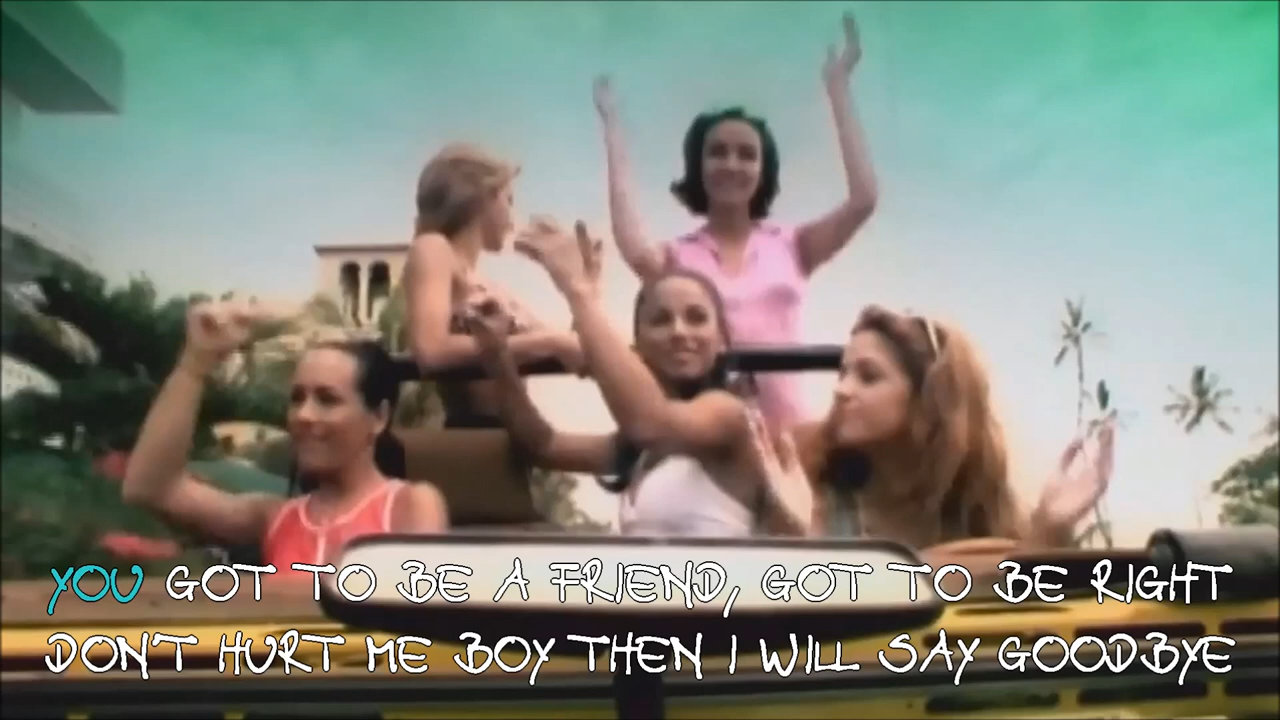 YOU GOT TO BE A FRIEND, GOT TO BE RIGHT
DON'T HURT ME BOY THEN I WILL SAY GOODBYE